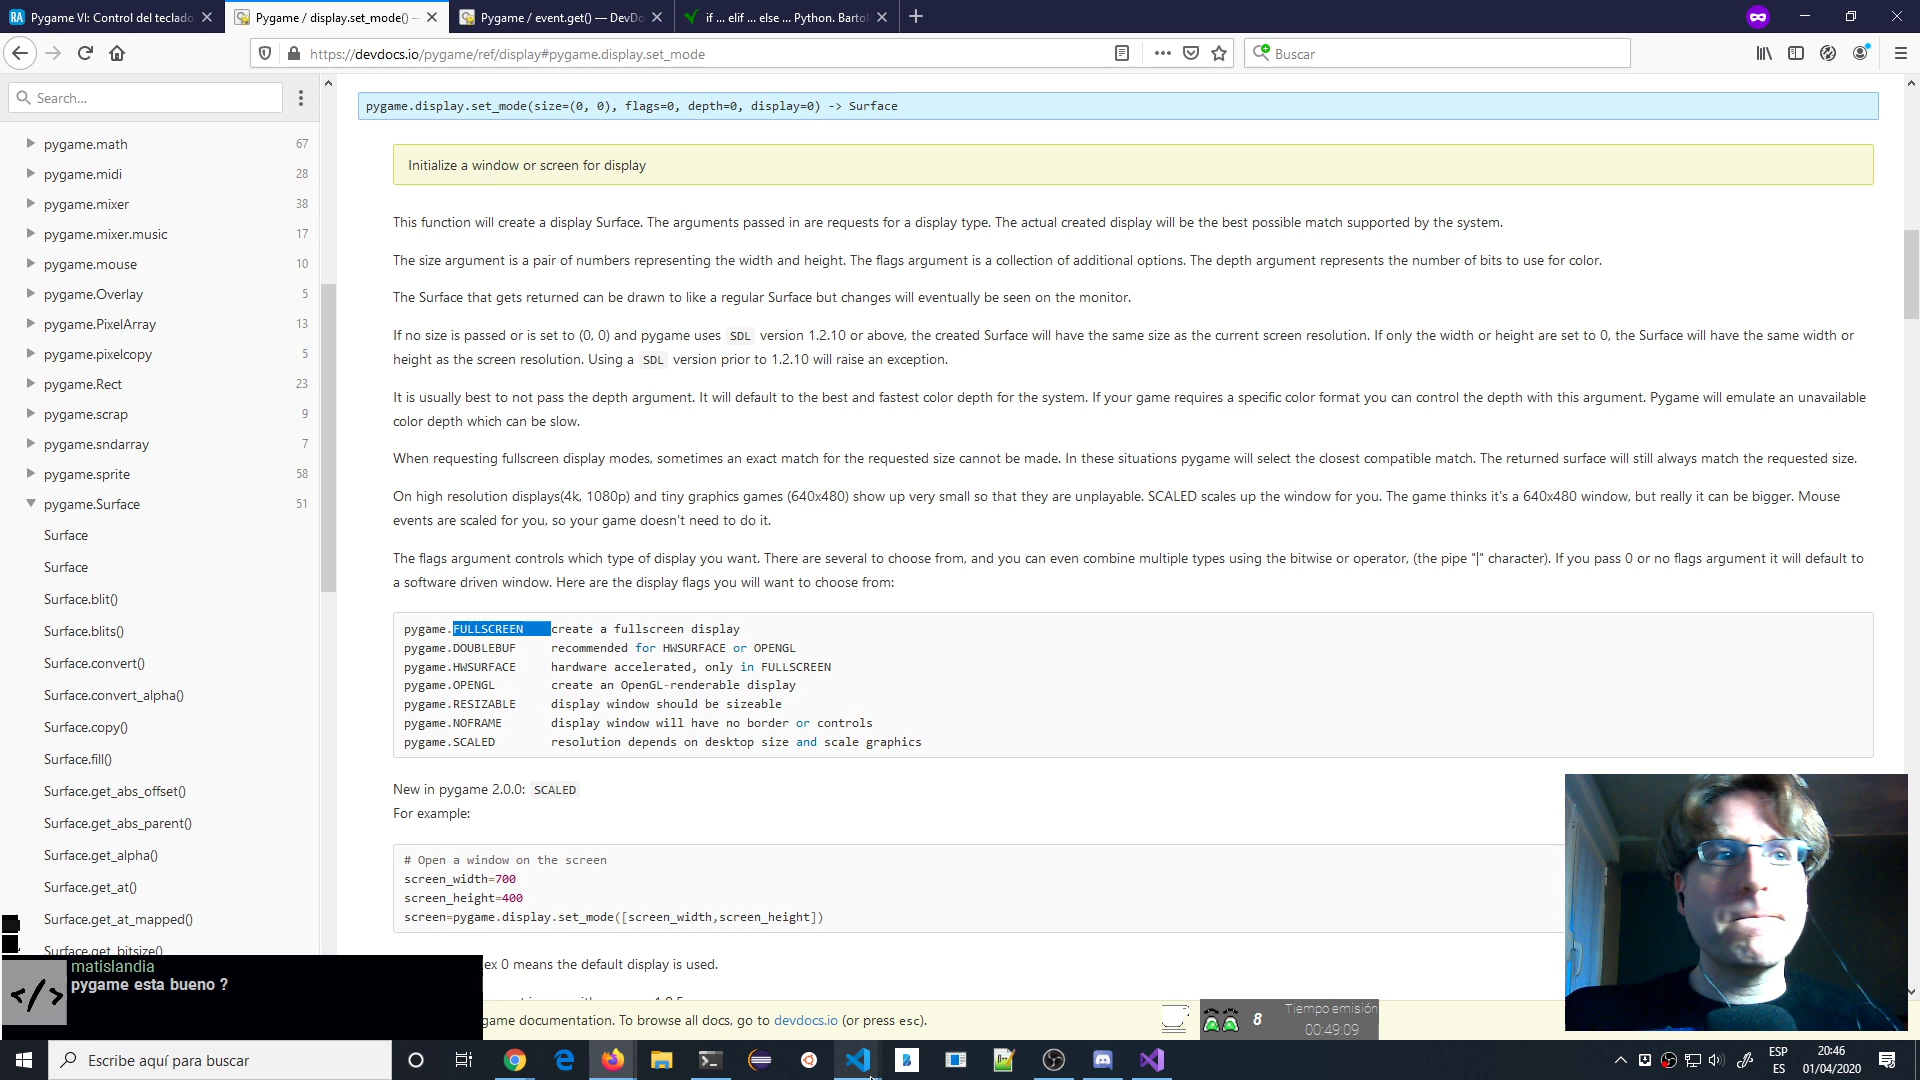 Pygame VI: Control del teclado
Pygame / display.set_mode() —
Pygame / event.get() — DevDo
if ... elif ... else ... Python. Bartol
https://devdocs.io/pygame/ref/display#pygame.display.set_mode
Buscar
Search...
pygame.math 67
pygame.midi 28
pygame.mixer 38
pygame.mixer.music 17
pygame.mouse 10
pygame.Overlay 5
pygame.PixelArray 13
pygame.pixelcopy 5
pygame.Rect 23
pygame.scrap 9
pygame.sndarray 7
pygame.sprite 58
pygame.Surface 51
Surface
Surface
Surface.blit()
Surface.blits()
Surface.convert()
Surface.convert_alpha()
Surface.copy()
Surface.fill()
Surface.get_abs_offset()
Surface.get_abs_parent()
Surface.get_alpha()
Surface.get_at()
Surface.get_at_mapped()
Surface.get_bitsize()
pygame.display.set_mode(size=(0, 0), flags=0, depth=0, display=0) -> Surface
Initialize a window or screen for display
This function will create a display Surface. The arguments passed in are requests for a display type. The actual created display will be the best possible match supported by the system.
The size argument is a pair of numbers representing the width and height. The flags argument is a collection of additional options. The depth argument represents the number of bits to use for color.
The Surface that gets returned can be drawn to like a regular Surface but changes will eventually be seen on the monitor.
If no size is passed or is set to (0, 0) and pygame uses SDL version 1.2.10 or above, the created Surface will have the same size as the current screen resolution. If only the width or height are set to 0, the Surface will have the same width or
height as the screen resolution. Using a SDL version prior to 1.2.10 will raise an exception.
It is usually best to not pass the depth argument. It will default to the best and fastest color depth for the system. If your game requires a specific color format you can control the depth with this argument. Pygame will emulate an unavailable
color depth which can be slow.
When requesting fullscreen display modes, sometimes an exact match for the requested size cannot be made. In these situations pygame will select the closest compatible match. The returned surface will still always match the requested size.
On high resolution displays(4k, 1080p) and tiny graphics games (640x480) show up very small so that they are unplayable. SCALED scales up the window for you. The game thinks it's a 640x480 window, but really it can be bigger. Mouse
events are scaled for you, so your game doesn't need to do it.
The flags argument controls which type of display you want. There are several to choose from, and you can even combine multiple types using the bitwise or operator, (the pipe "|" character). If you pass 0 or no flags argument it will default to
a software driven window. Here are the display flags you will want to choose from:
pygame.FULLSCREEN create a fullscreen display
pygame.DOUBLEBUF recommended for HWSURFACE or OPENGL
pygame.HWSURFACE hardware accelerated, only in FULLSCREEN
pygame.OPENGL create an OpenGL-renderable display
pygame.RESIZABLE display window should be sizeable
pygame.NOFRAME display window will have no border or controls
pygame.SCALED resolution depends on desktop size and scale graphics
New in pygame 2.0.0: SCALED
For example:
# Open a window on the screen
screen_width=700
screen_height=400
screen=pygame.display.set_mode([screen_width,screen_height])
ex 0 means the default display is used.
game documentation. To browse all docs, go to devdocs.io (or press esc).
matislandia
pygame esta bueno ?
</>
8
Tiempo emisión
00:49:09
Escribe aquí para buscar
ESP
ES
20:46
01/04/2020